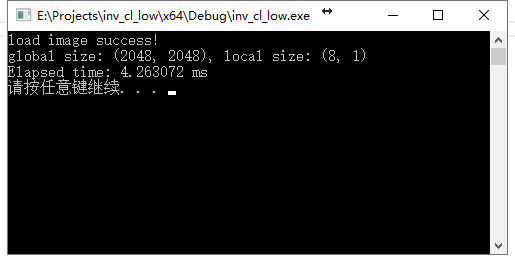 E:\Projects\inv_cl_low\x64\Debug\inv_cl_low.exe
load image success!
global size: (2048, 2048), local size: (8, 1)
Elapsed time: 4.263072 ms
请按任意键继续. . .